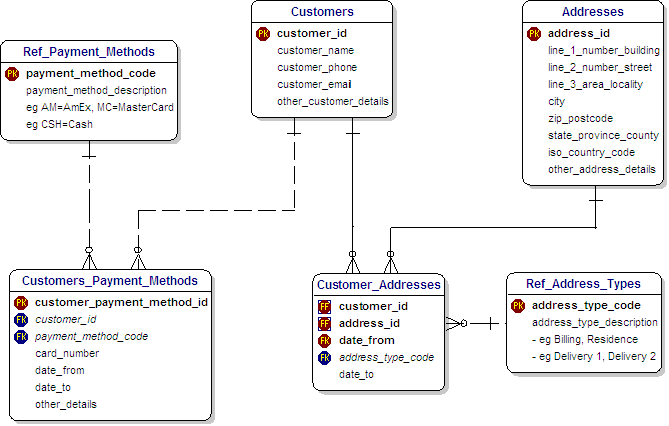 Customers
PK customer_id
customer_name
customer_phone
customer_email
other_customer_details
Addresses
PK address_id
line_1_number_building
line_2_number_street
line_3_area_locality
city
zip_postcode
state_province_county
iso_country_code
other_address_details
Ref_Payment_Methods
PK payment_method_code
payment_method_description
eg AM=AmEx, MC=MasterCard
eg CSH=Cash
Customers_Payment_Methods
PK customer_payment_method_id
FK customer_id
FK payment_method_code
card_number
date_from
date_to
other_details
Customer_Addresses
FF customer_id
FF address_id
PK date_from
FK address_type_code
date_to
Ref_Address_Types
PK address_type_code
address_type_description
- eg Billing, Residence
- eg Delivery 1, Delivery 2